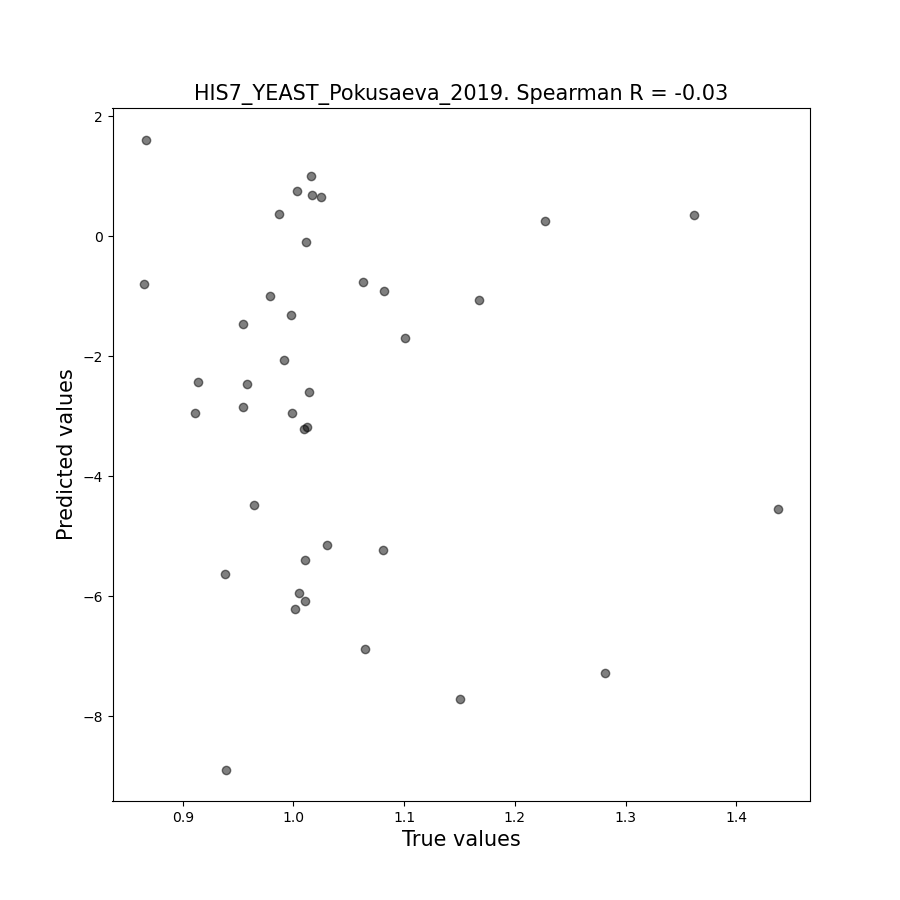 HIS7_YEAST_Pokusaeva_2019. Spearman R = -0.03
2
0
−2
−4
−6
−8
Predicted values
0.9 1.0 1.1 1.2 1.3 1.4
True values